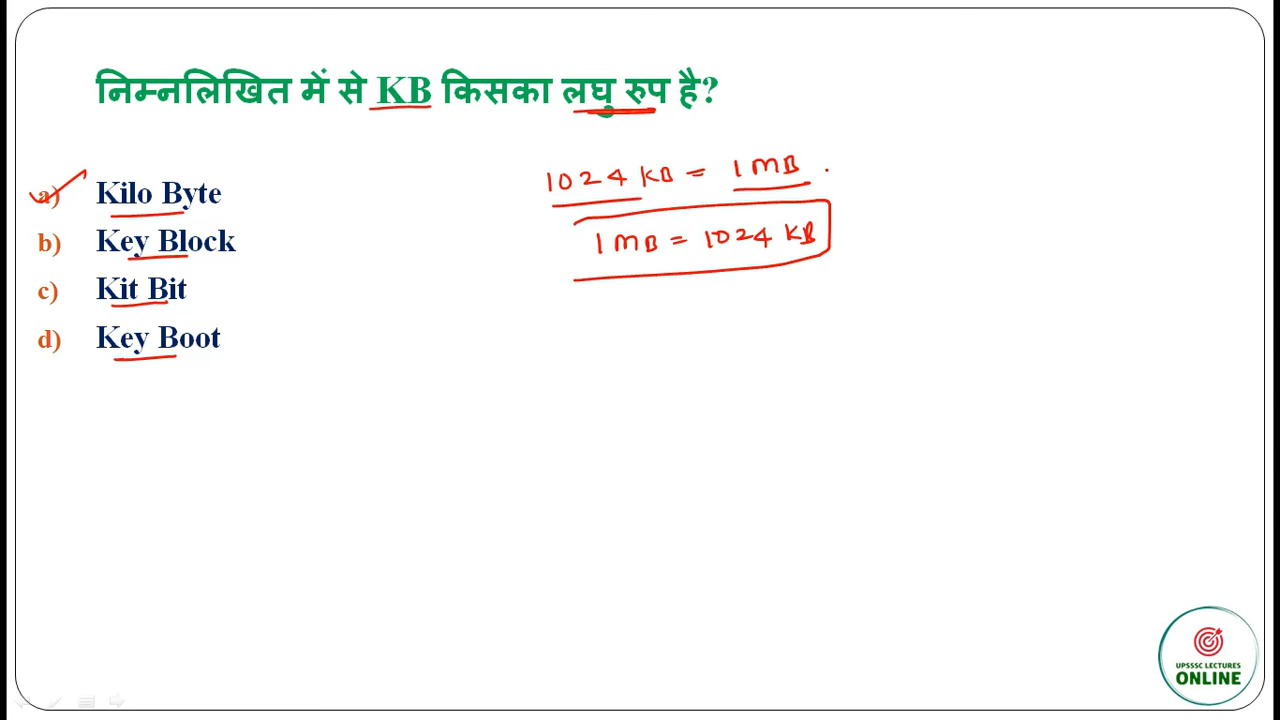 निम्नलिखित में से KB किसका लघु रुप है?
a) Kilo Byte
b) Key Block
c) Kit Bit
d) Key Boot
1024 KB = 1 MB .
1 MB = 1024 KB
UPSSSC LECTURES
ONLINE